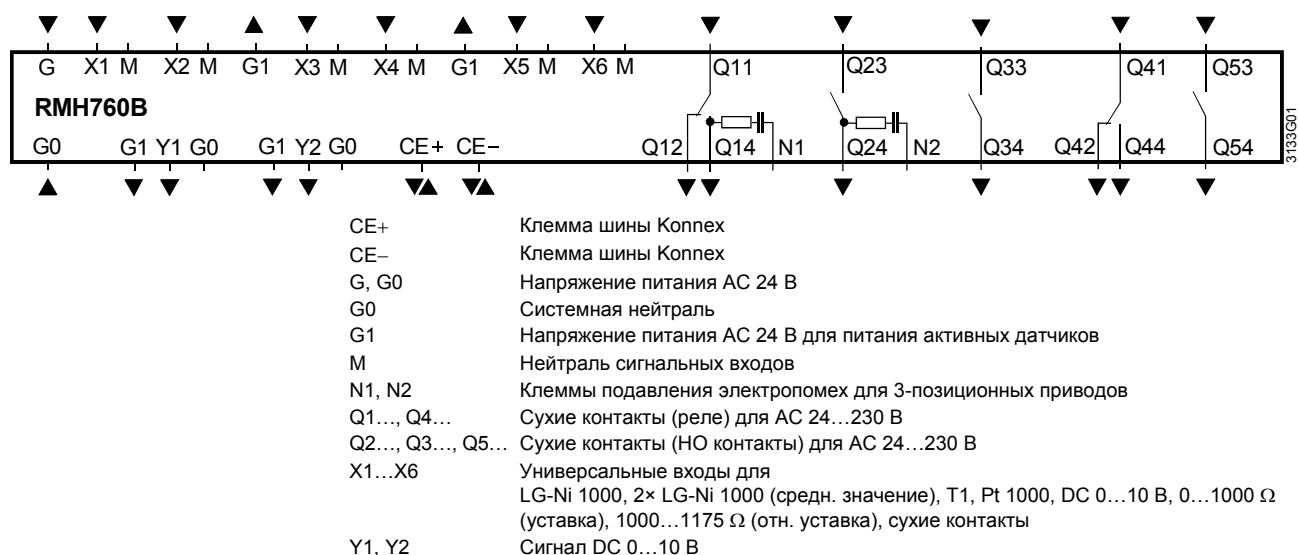 G X1 M X2 M G1 X3 M X4 M G1 X5 M X6 M Q11 Q23 Q33 Q41 Q53
RMH760B
G0 G1 Y1 G0 G1 Y2 G0 CE+ CE− Q12 Q14 N1 Q24 N2 Q34 Q42 Q44 Q54
3133G01
CE+ Клемма шины Konnex
CE− Клемма шины Konnex
G, G0 Напряжение питания AC 24 В
G0 Системная нейтраль
G1 Напряжение питания AC 24 В для питания активных датчиков
M Нейтраль сигнальных входов
N1, N2 Клеммы подавления электропомех для 3-позиционных приводов
Q1…, Q4… Сухие контакты (реле) для AC 24…230 В
Q2…, Q3…, Q5… Сухие контакты (НО контакты) для AC 24…230 В
X1…X6 Универсальные входы для
LG-Ni 1000, 2× LG-Ni 1000 (средн. значение), T1, Pt 1000, DC 0…10 В, 0…1000 Ω
(уставка), 1000…1175 Ω (отн. уставка), сухие контакты
Y1, Y2 Сигнал DC 0…10 В